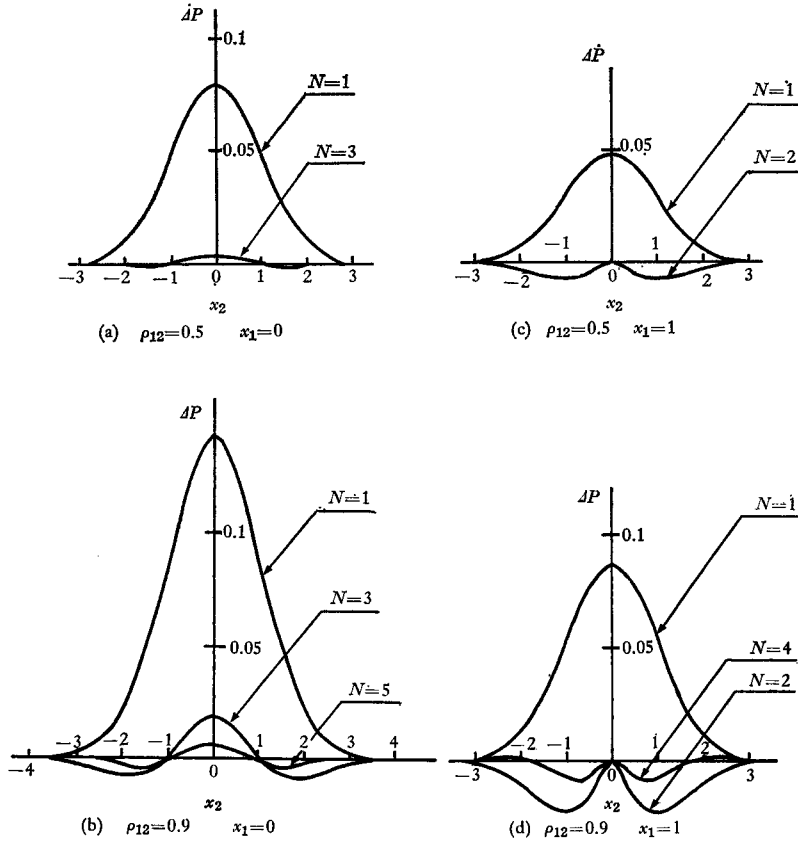 ΔP
0.1
N=1
0.05
N=3
−3 −2 −1 0 1 2 3
x₂
(a) ρ₁₂=0.5 x₁=0
ΔP
N=1
0.05
N=2
−1 1
−3 −2 0 2 3
x₂
(c) ρ₁₂=0.5 x₁=1
ΔP
N=1
0.1
N=3
0.05
N=5
−3 −2 −1 1 2 3 4
−4 0
x₂
(b) ρ₁₂=0.9 x₁=0
ΔP
N=1
0.1
N=4
0.05
N=2
−2 −1 1 2
−3 0 3
x₂
(d) ρ₁₂=0.9 x₁=1